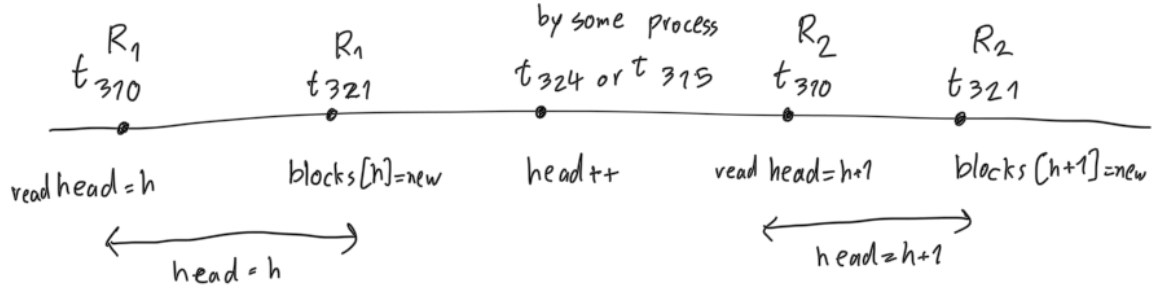 by some process
R₁ R₁ R₂ R₂
t₃₁₀ t₃₂₁ t₃₂₄ or t₃₁₅ t₃₁₀ t₃₂₁
read head = h blocks[h]=new head++ read head=h+1 blocks[h+1]=new
head = h head=h+1